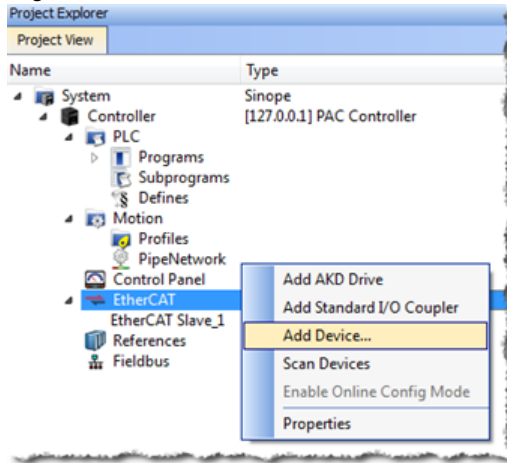 Project Explorer
Project View
Name Type
System Sinope
Controller [127.0.0.1] PAC Controller
PLC
Programs
Subprograms
Defines
Motion
Profiles
PipeNetwork
Control Panel
EtherCAT
EtherCAT Slave_1
References
Fieldbus
Add AKD Drive
Add Standard I/O Coupler
Add Device...
Scan Devices
Enable Online Config Mode
Properties